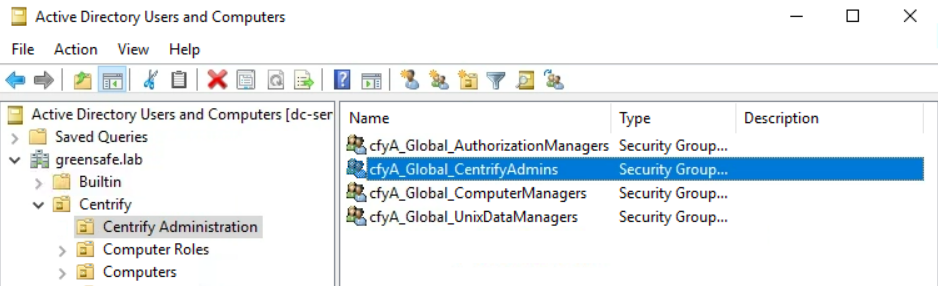 Active Directory Users and Computers
File Action View Help
Active Directory Users and Computers [dc-ser
Saved Queries
greensafe.lab
Builtin
Centrify
Centrify Administration
Computer Roles
Computers
Name Type Description
cfyA_Global_AuthorizationManagers Security Group...
cfyA_Global_CentrifyAdmins Security Group...
cfyA_Global_ComputerManagers Security Group...
cfyA_Global_UnixDataManagers Security Group...